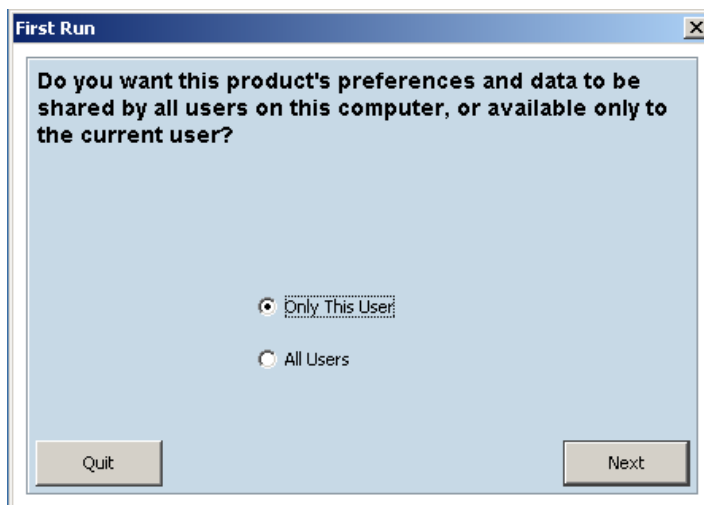 First Run
Do you want this product's preferences and data to be
shared by all users on this computer, or available only to
the current user?
Only This User
All Users
Quit
Next